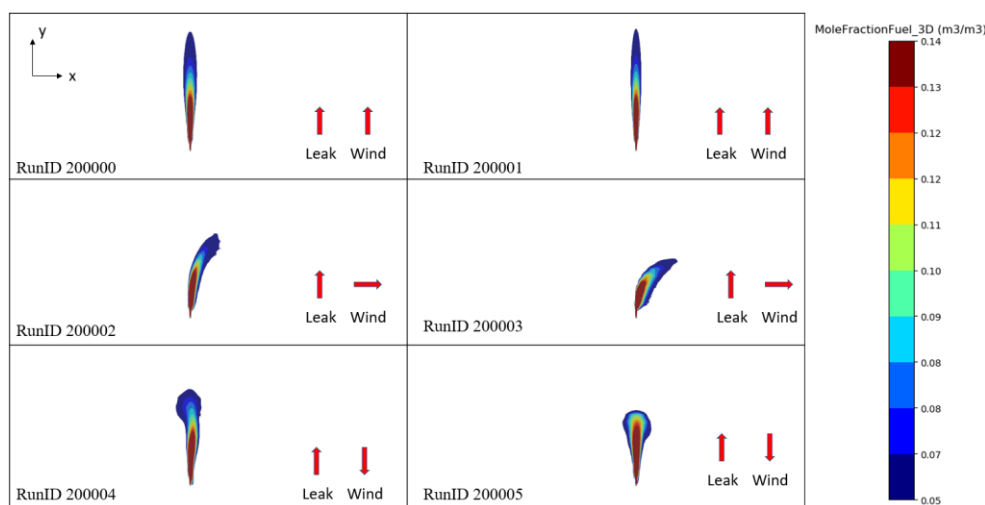 MoleFractionFuel_3D (m3/m3)
y
x
Leak Wind
RunID 200000
Leak Wind
RunID 200001
Leak Wind
RunID 200002
Leak Wind
RunID 200003
Leak Wind
RunID 200004
Leak Wind
RunID 200005
0.14
0.13
0.12
0.12
0.11
0.10
0.09
0.08
0.08
0.07
0.05